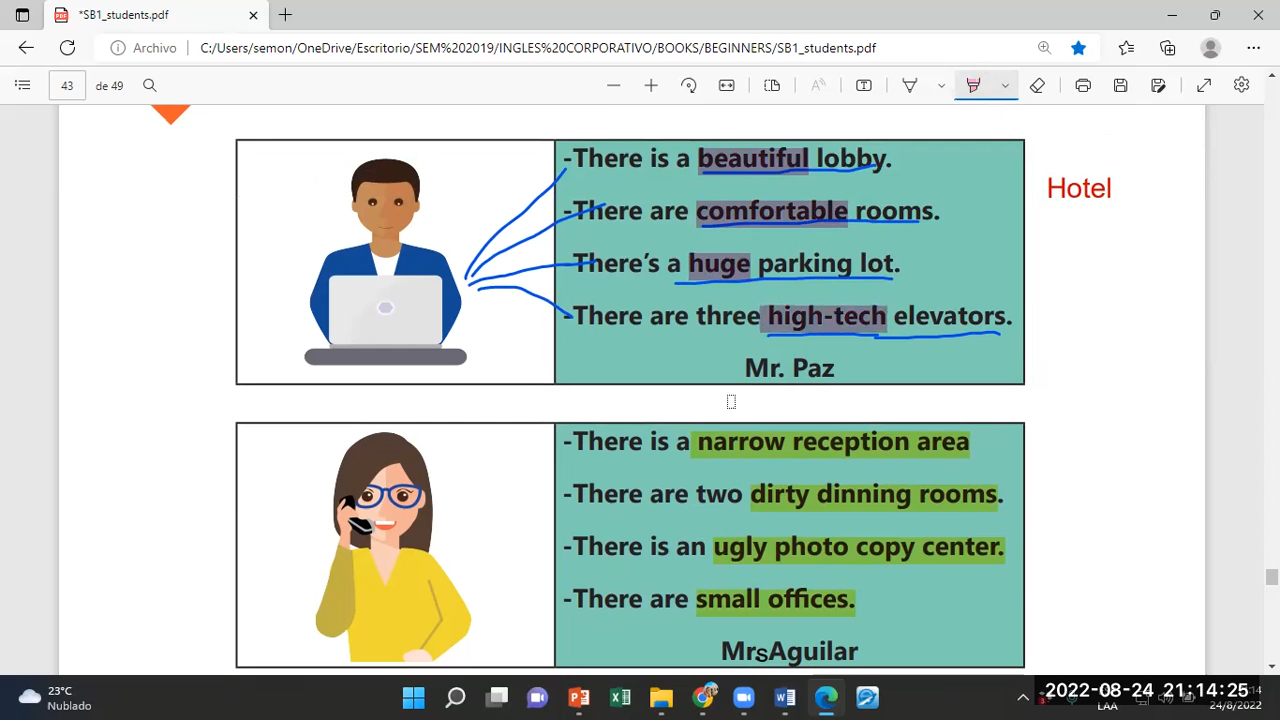 *SB1_students.pdf
Archivo
C:/Users/semon/OneDrive/Escritorio/SEM%202019/INGLES%20CORPORATIVO/BOOKS/BEGINNERS/SB1_students.pdf
43 de 49
-There is a beautiful lobby.
Hotel
-There are comfortable rooms.
-There's a huge parking lot.
-There are three high-tech elevators.
Mr. Paz
-There is a narrow reception area
-There are two dirty dinning rooms.
-There is an ugly photo copy center.
-There are small offices.
MrsAguilar
23°C
Nublado
2022-08-24 21:14:25
LAA
24/8/2022